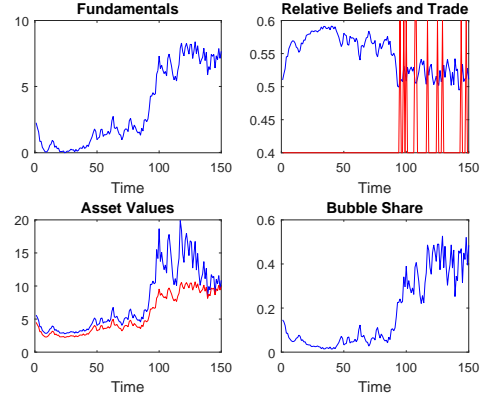 Fundamentals
10
5
0
0 50 100 150
Time
Relative Beliefs and Trade
0.6
0.55
0.5
0.45
0.4
0 50 100 150
Time
Asset Values
20
15
10
5
0
0 50 100 150
Time
Bubble Share
0.6
0.4
0.2
0
0 50 100 150
Time